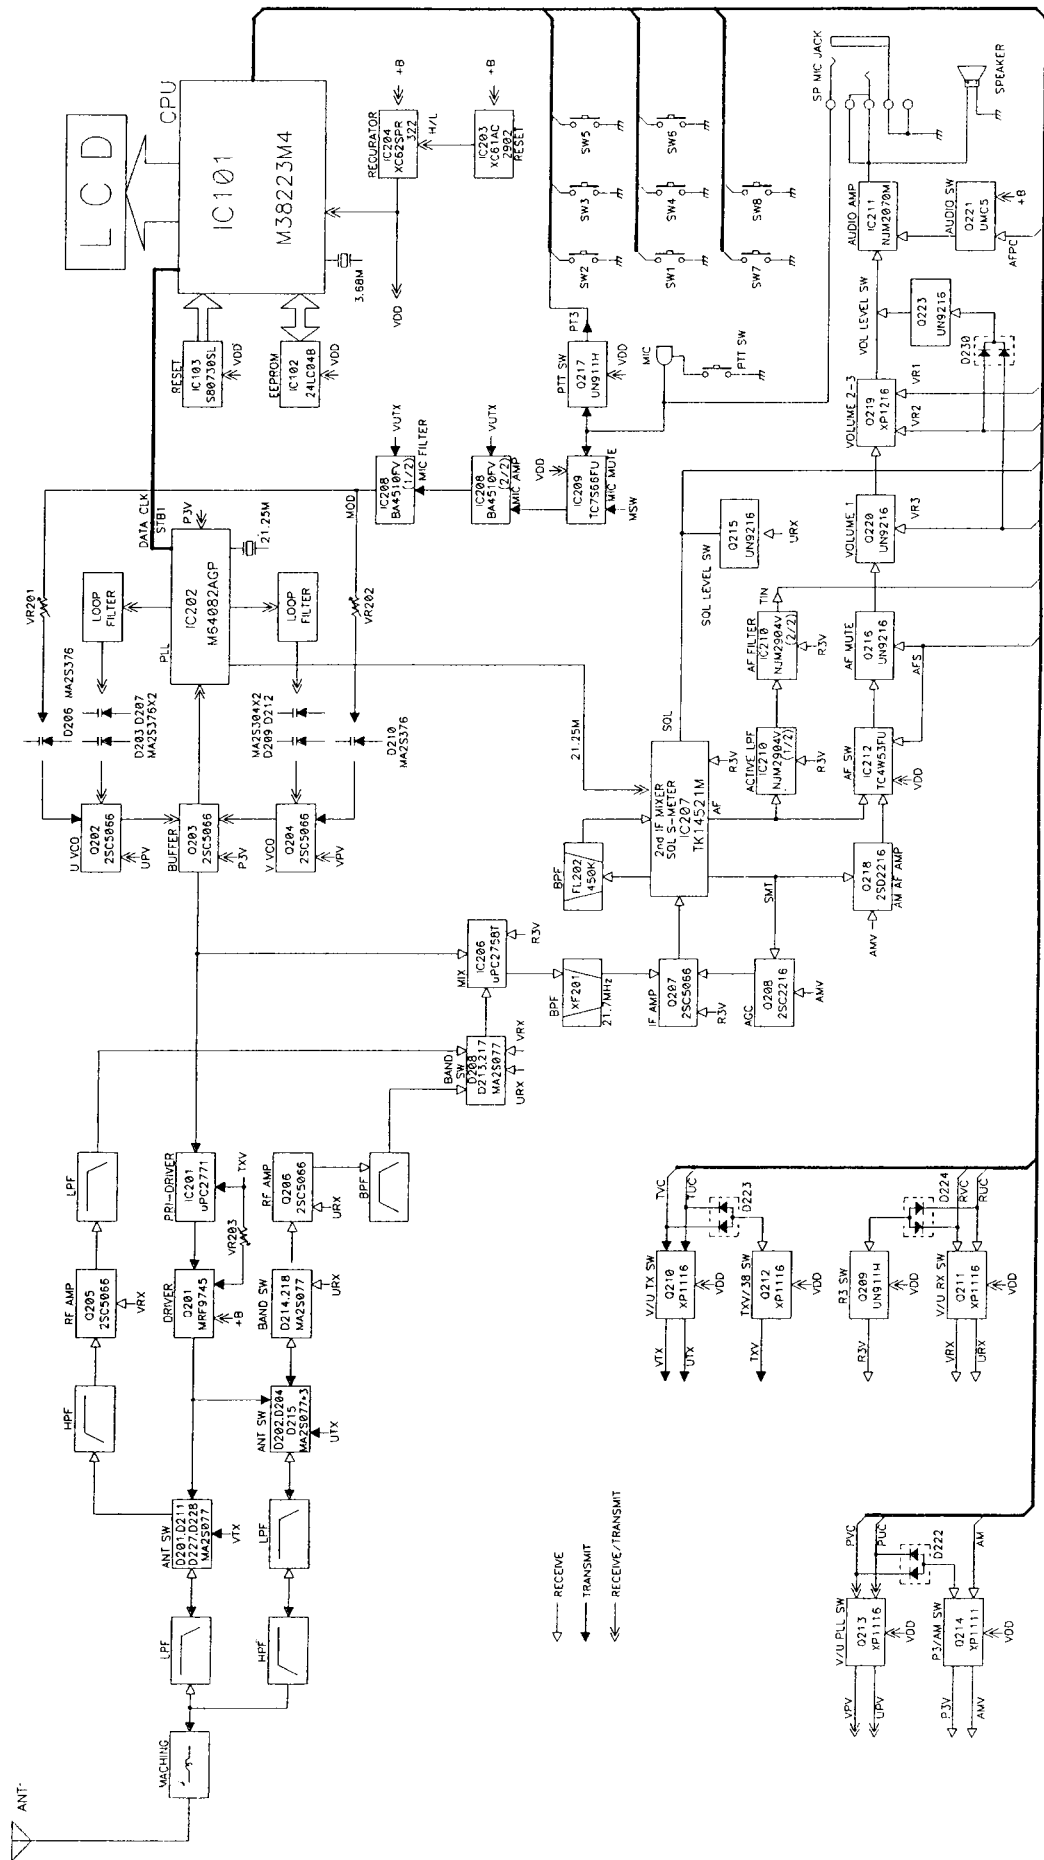 LCD
CPU
IC101
M38223M4
3.68M
RESET
IC103
S80730SL
VDD
EEPROM
IC102
24LC04B
VDD
RECURATOR
IC204
XC62SPR
322
+B
H/L
IC203
XC61AC
2902
RESET
+B
VDD
DATA CLK
STB1
P3V
PLL
IC202
M64082AGP
21.25M
LOOP
FILTER
LOOP
FILTER
VR201
VR202
MOD
D206
MA2S376
D203 D207
MA2S376X2
MA2S304X2
D209 D212
D210
MA2S376
U VCO
Q202
2SC5066
UPV
BUFFER
Q203
2SC5066
P3V
V VCO
Q204
2SC5066
VPV
IC208
BA4510FV
(1/2)
VUTX
MIC FILTER
IC208
BA4510FV
(2/2)
VUTX
MIC AMP
VDD
IC209
TC7S66FU
MIC MUTE
MSW
PTT SW
Q217
UN911H
PT3
VDD
MIC
PTT SW
SW2
SW3
SW5
SW1
SW4
SW6
SW7
SW8
SP MIC JACK
SPEAKER
AUDIO AMP
IC211
NJM2070M
AUDIO SW
Q221
UMC5
+B
AFPC
VOL LEVEL SW
Q223
UN9216
D230
VOLUME 2-3
Q219
XP1216
VR1
VR2
VOLUME 1
Q220
UN9216
VR3
AF MUTE
Q216
UN9216
AFS
AF SW
IC212
TC4W53FU
VDD
SQL LEVEL SW
Q215
UN9216
URX
SQL
AF FILTER
IC210
NJM2904V
(2/2)
TIN
R3V
ACTIVE LPF
IC210
NJM2904V
(1/2)
R3V
21.25M
2nd IF MIXER
SQL S-METER
IC207
TK14521M
R3V
AF
BPF
FL202
450K
SMT
Q218
2SD2216
AM AF AMP
AMV
IF AMP
Q207
2SC5066
R3V
AGC
Q208
2SC2216
AMV
MIX
IC206
uPC2758T
R3V
BPF
XF201
21.7MHz
BAND
SW
D208
D213.217
MA2S077
VRX
URX
LPF
PRI-DRIVER
IC201
uPC2771
TXV
VR203
RF AMP
Q206
2SC5066
URX
BPF
RF AMP
Q205
2SC5066
VRX
DRIVER
Q201
MRF9745
+B
BAND SW
D214.218
MA2S077
URX
HPF
ANT SW
D202.D204
D215
MA2S077*3
UTX
ANT SW
D201.D211
D227.D228
MA2S077
VTX
LPF
LPF
HPF
MACHING
ANT
RECEIVE
TRANSMIT
RECEIVE/TRANSMIT
TVC
TUC
D223
V/U TX SW
Q210
XP1116
VDD
VTX
UTX
TXV/3B SW
Q212
XP1116
VDD
TXV
D224
RVC
RUC
R3 SW
Q209
UN911H
VDD
R3V
V/U RX SW
Q211
XP1116
VDD
VRX
URX
PVC
PUC
D222
AM
V/U PLL SW
Q213
XP1116
VDD
VPV
UPV
P3/AM SW
Q214
XP1111
VDD
P3V
AMV